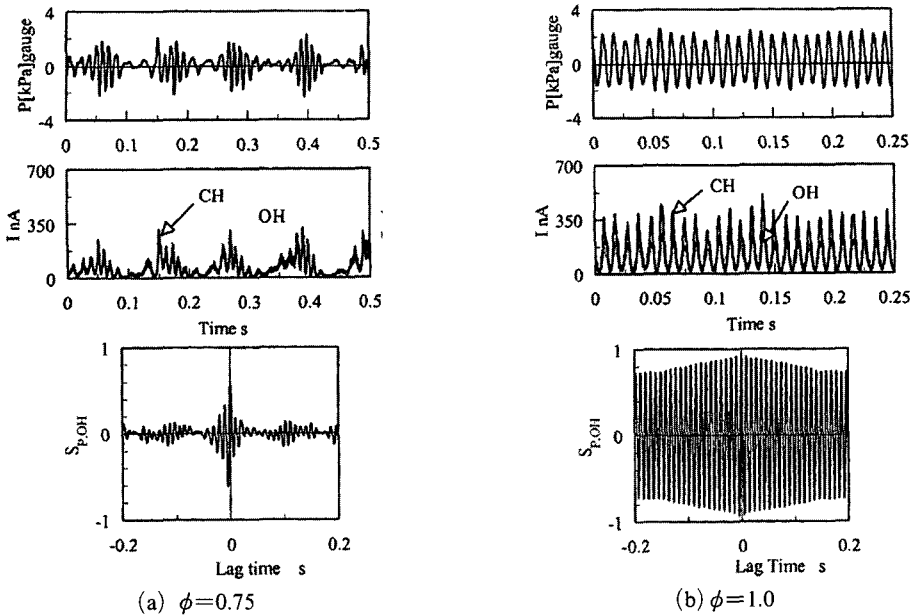 4
0
-4
P[kPa]gauge
0 0.1 0.2 0.3 0.4 0.5
700
350
0
I nA
CH
OH
0 0.1 0.2 0.3 0.4 0.5
Time s
1
0
-1
S_P,OH
-0.2 0 0.2
Lag time s
(a) ϕ=0.75
4
0
-4
P[kPa]gauge
0 0.05 0.1 0.15 0.2 0.25
700
350
0
I nA
CH
OH
0 0.05 0.1 0.15 0.2 0.25
Time s
1
0
-1
S_P,OH
-0.2 0 0.2
Lag Time s
(b) ϕ=1.0